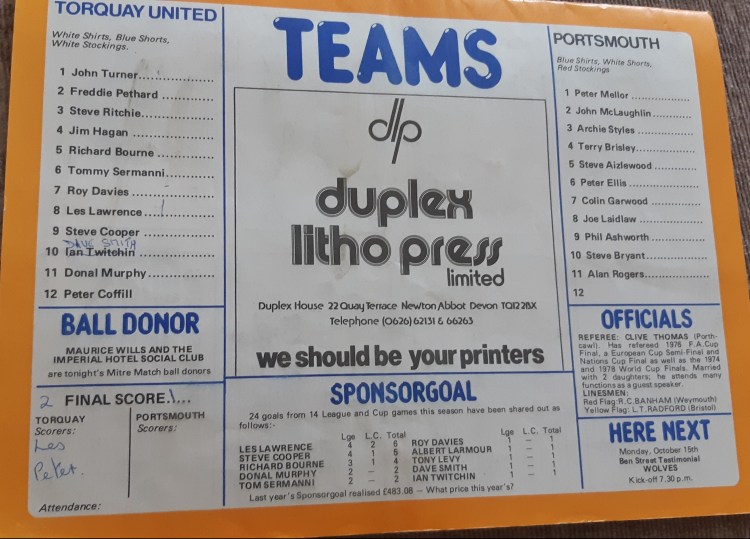 TORQUAY UNITED
White Shirts, Blue Shorts,
White Stockings.
1 John Turner
2 Freddie Pethard
3 Steve Ritchie
4 Jim Hagan
5 Richard Bourne
6 Tommy Sermanni
7 Roy Davies
8 Les Lawrence
9 Steve Cooper
DAVE SMITH
10 Ian Twitchin
11 Donal Murphy
12 Peter Coffill
BALL DONOR
MAURICE WILLS AND THE
IMPERIAL HOTEL SOCIAL CLUB
are tonight's Mitre Match ball donors
2 FINAL SCORE 1
TORQUAY PORTSMOUTH
Scorers: Scorers:
Les
Peter.
Attendance:
TEAMS
dlp
duplex
litho press
limited
Duplex House 22 Quay Terrace Newton Abbot Devon TQ12 2BX
Telephone (0626) 62131 & 66263
we should be your printers
SPONSORGOAL
24 goals from 14 League and Cup games this season have been shared out as
follows:-
Lge L.C. Total Lge L.C. Total
LES LAWRENCE 4 2 6 ROY DAVIES 1 — 1
STEVE COOPER 4 1 5 ALBERT LARMOUR 1 — 1
RICHARD BOURNE 3 1 4 TONY LEVY 1 — 1
DONAL MURPHY 2 — 2 DAVE SMITH 1 — 1
TOM SERMANNI 2 — 2 IAN TWITCHIN 1 — 1
Last year's Sponsorgoal realised £483.08 — What price this year's?
PORTSMOUTH
Blue Shirts, White Shorts,
Red Stockings
1 Peter Mellor
2 John McLaughlin
3 Archie Styles
4 Terry Brisley
5 Steve Aizlewood
6 Peter Ellis
7 Colin Garwood
8 Joe Laidlaw
9 Phil Ashworth
10 Steve Bryant
11 Alan Rogers
12
OFFICIALS
REFEREE: CLIVE THOMAS (Porth-
cawl). Has refereed 1976 F.A.Cup
Final, a European Cup Semi-Final and
Nations Cup Final as well as the 1974
and 1978 World Cup Finals. Married
with 2 daughters; he attends many
functions as a guest speaker.
LINESMEN:
Red Flag: R.C. BANHAM (Weymouth)
Yellow Flag: L.T. RADFORD (Bristol)
HERE NEXT
Monday, October 15th
Ben Street Testimonial
WOLVES
Kick-off 7.30 p.m.